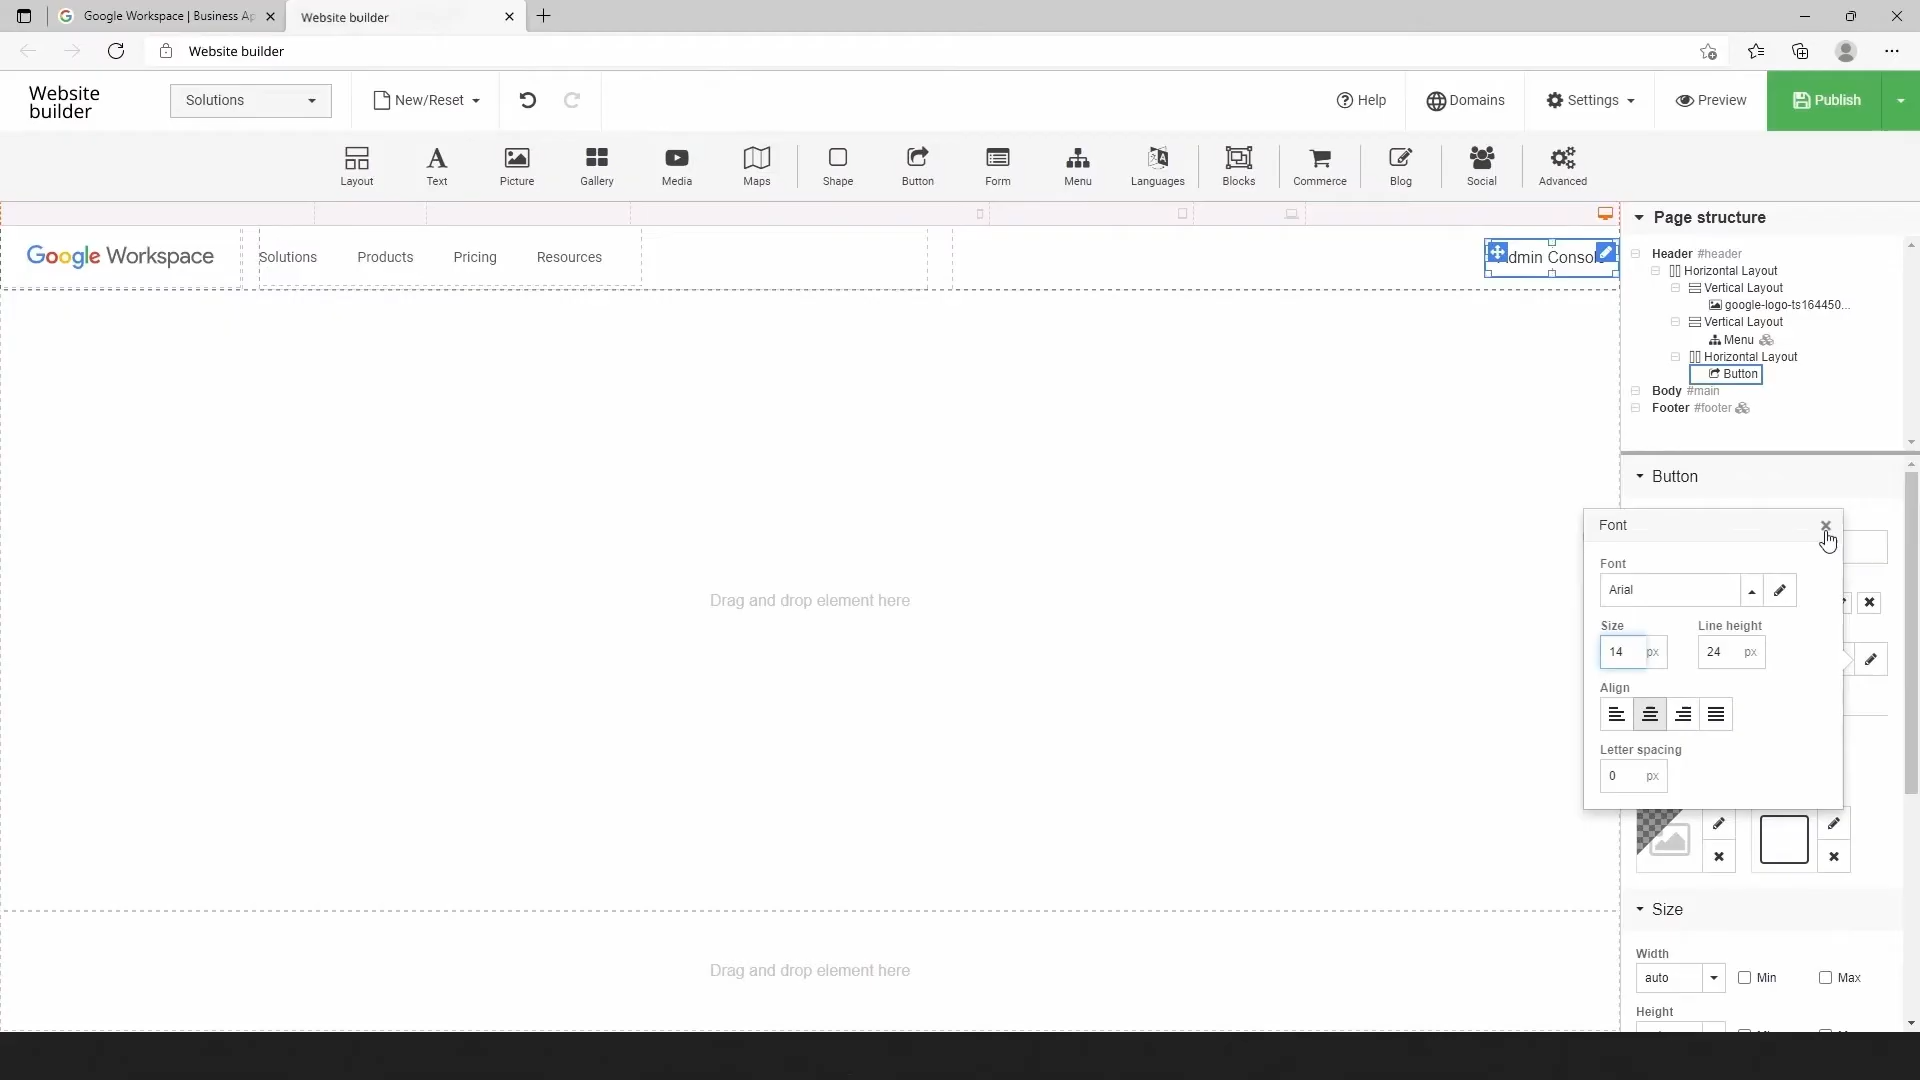 Google Workspace | Business Ap
Website builder
Website builder
Website
builder
Solutions
New/Reset
Help
Domains
Settings
Preview
Publish
Layout
Text
Picture
Gallery
Media
Maps
Shape
Button
Form
Menu
Languages
Blocks
Commerce
Blog
Social
Advanced
Google Workspace
Solutions
Products
Pricing
Resources
dmin Consol
Page structure
Header #header
Horizontal Layout
Vertical Layout
google-logo-ts164450...
Vertical Layout
Menu
Horizontal Layout
Button
Body #main
Footer #footer
Button
Font
Font
Arial
Size
Line height
14 px
24 px
Align
Letter spacing
0 px
Drag and drop element here
Size
Width
auto
Min
Max
Height
Drag and drop element here